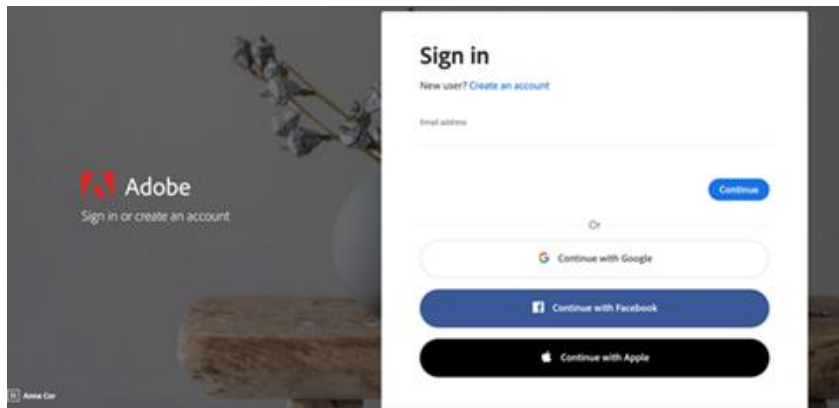 Adobe
Sign in or create an account
Anna Cor
Sign in
New user? Create an account
Email address
Continue
Or
Continue with Google
Continue with Facebook
Continue with Apple